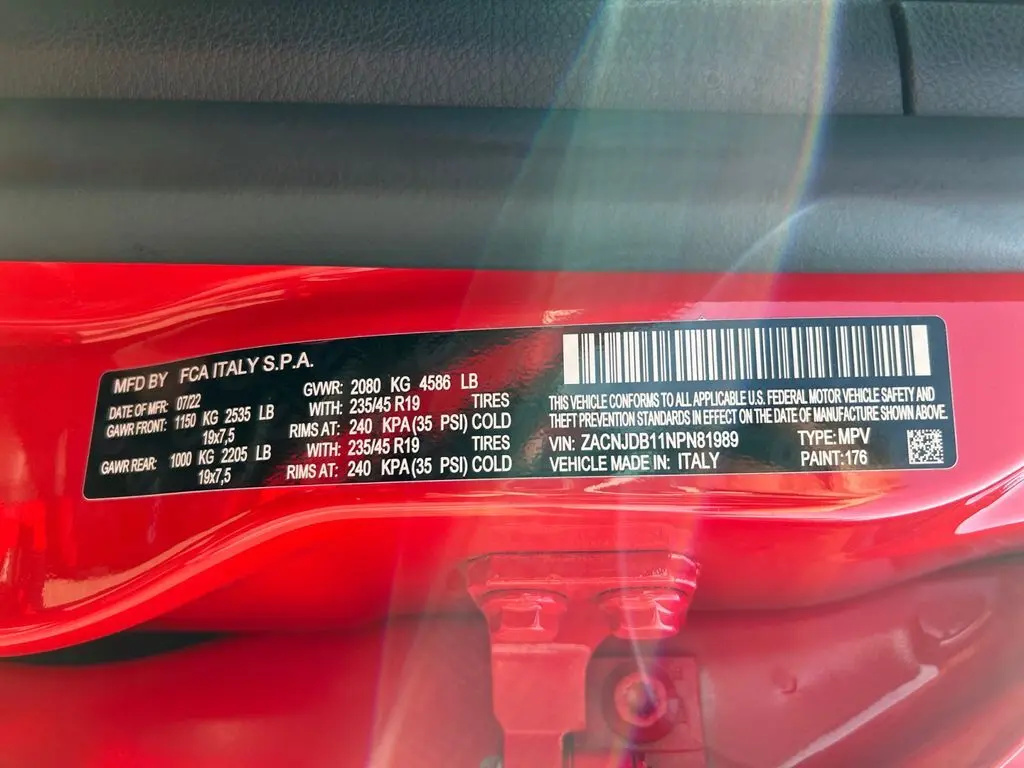 MFD BY FCA ITALY S.P.A.
DATE OF MFR: 07/22 GVWR: 2080 KG 4586 LB
GAWR FRONT: 1150 KG 2535 LB WITH: 235/45 R19 TIRES
19x7,5 RIMS AT: 240 KPA(35 PSI) COLD
GAWR REAR: 1000 KG 2205 LB WITH: 235/45 R19 TIRES
19x7,5 RIMS AT: 240 KPA(35 PSI) COLD
THIS VEHICLE CONFORMS TO ALL APPLICABLE U.S. FEDERAL MOTOR VEHICLE SAFETY AND
THEFT PREVENTION STANDARDS IN EFFECT ON THE DATE OF MANUFACTURE SHOWN ABOVE.
VIN: ZACNJDB11NPN81989 TYPE: MPV
VEHICLE MADE IN: ITALY PAINT:176